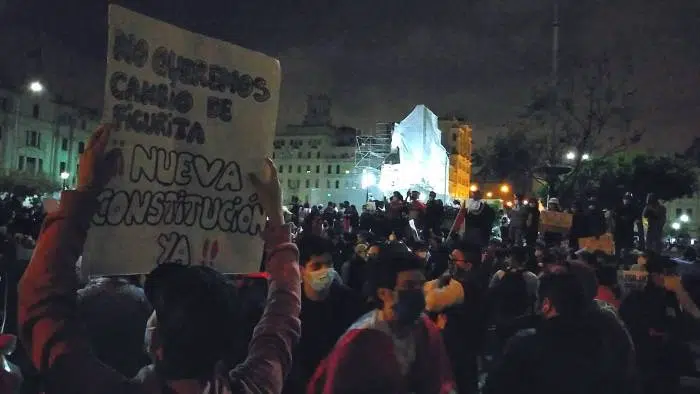 NO QUEREMOS
CAMBIO DE
FIGURITA
¡¡NUEVA
CONSTITUCIÓN
YA !!